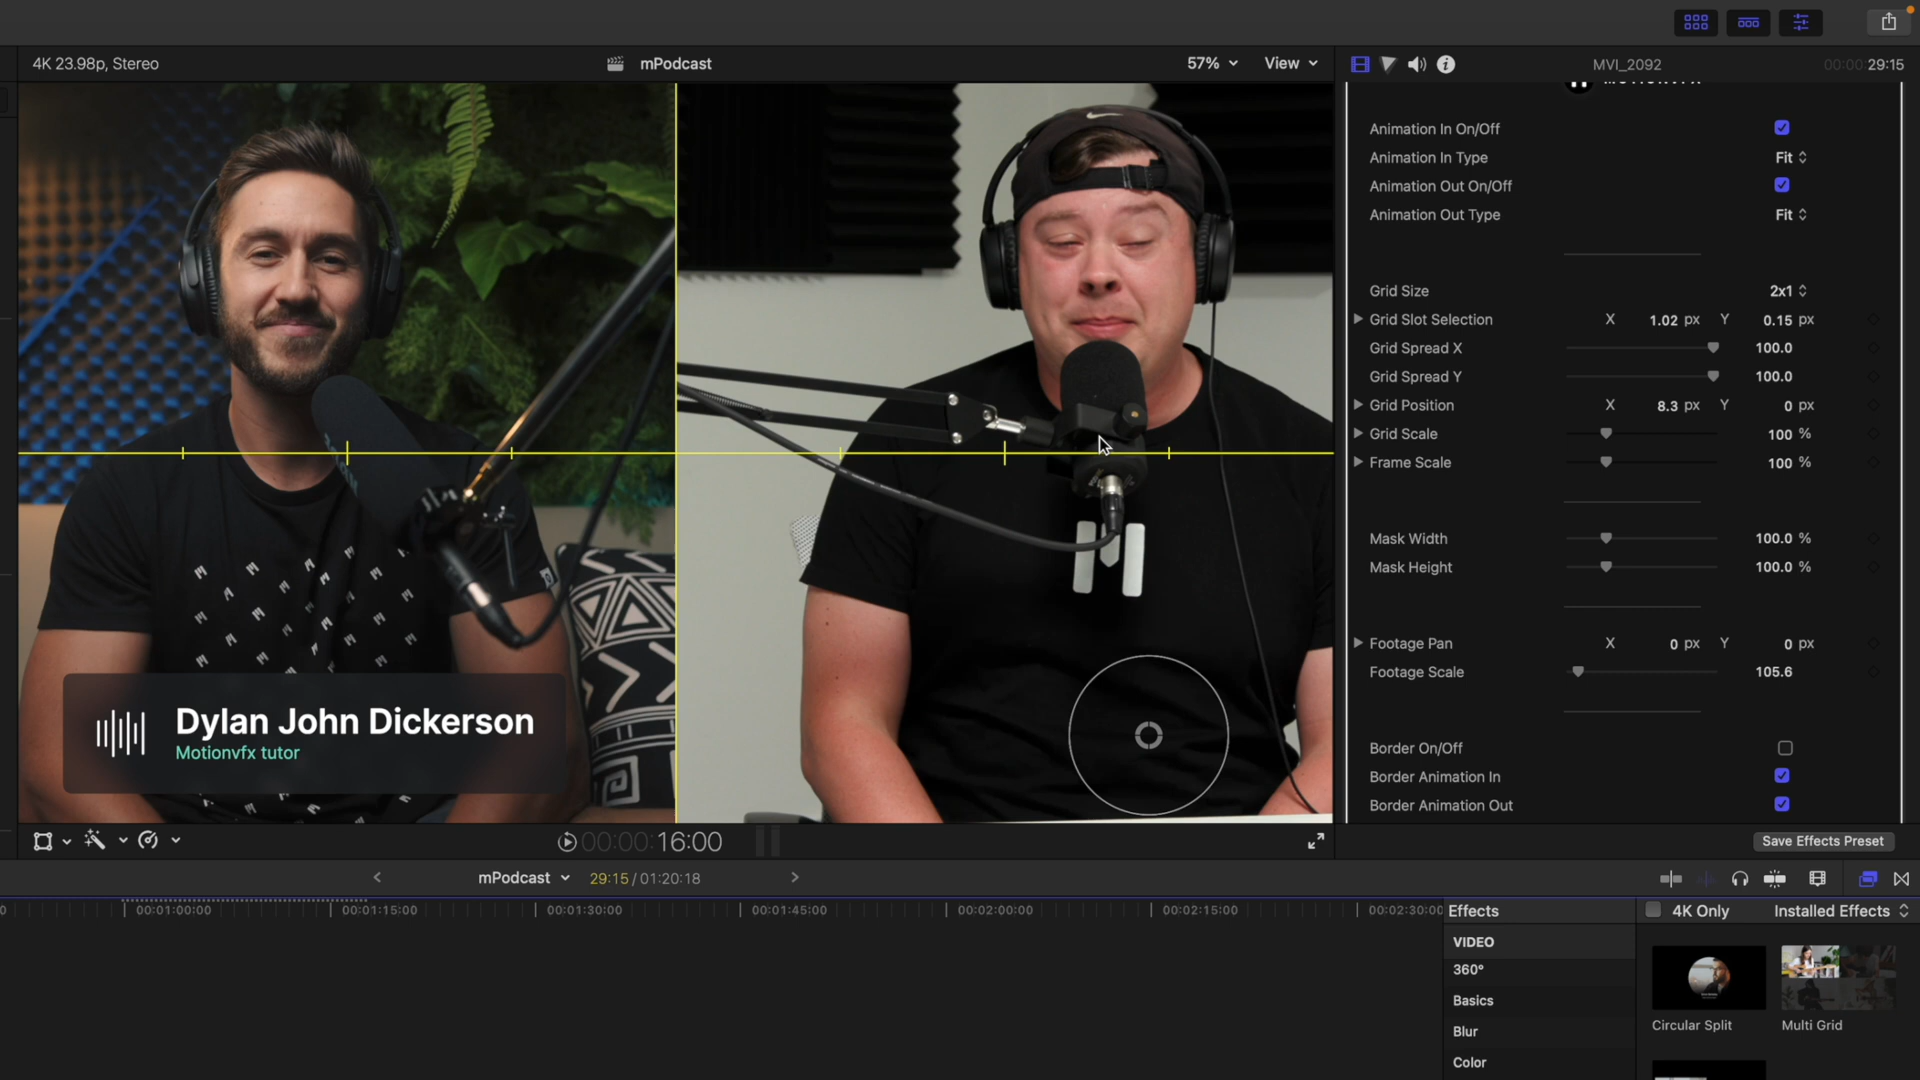 4K 23.98p, Stereo
mPodcast
57%
View
MVI_2092
00:00:29:15
Animation In On/Off
Animation In Type
Fit
Animation Out On/Off
Animation Out Type
Fit
Grid Size
2x1
Grid Slot Selection X 1.02 px Y 0.15 px
Grid Spread X 100.0
Grid Spread Y 100.0
Grid Position X 8.3 px Y 0 px
Grid Scale 100 %
Frame Scale 100 %
Mask Width 100.0 %
Mask Height 100.0 %
Footage Pan X 0 px Y 0 px
Footage Scale 105.6
Border On/Off
Border Animation In
Border Animation Out
Dylan John Dickerson
Motionvfx tutor
00:00:16:00
Save Effects Preset
mPodcast
29:15 / 01:20:18
00:01:00:00
00:01:15:00
00:01:30:00
00:01:45:00
00:02:00:00
00:02:15:00
00:02:30:00
Effects
4K Only
Installed Effects
VIDEO
360°
Basics
Blur
Color
Circular Split
Multi Grid